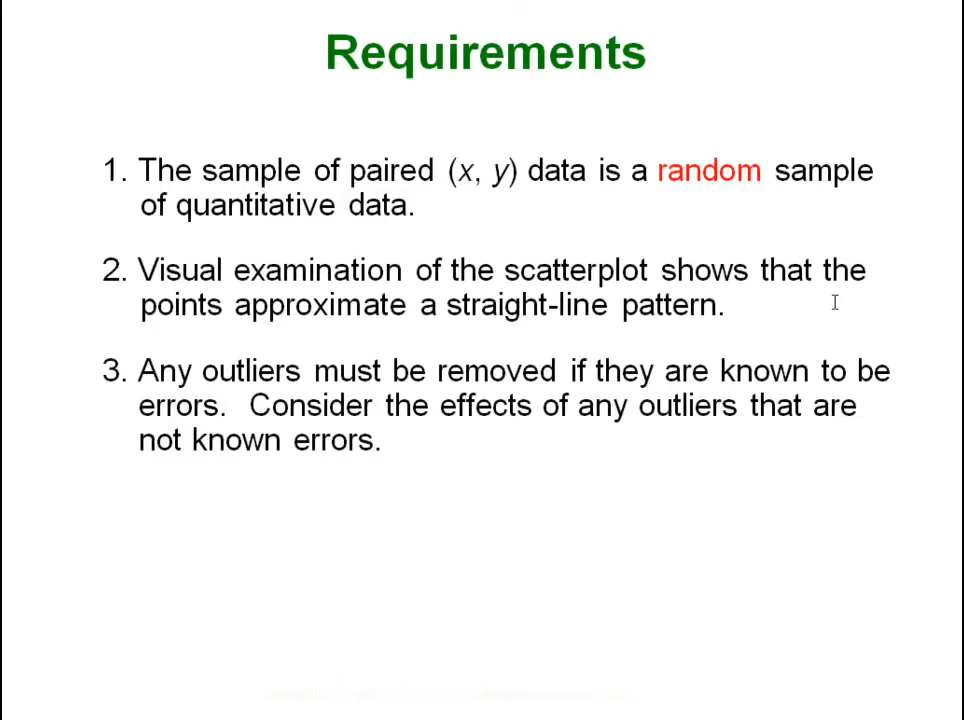 Requirements
1. The sample of paired (x, y) data is a random sample
of quantitative data.
2. Visual examination of the scatterplot shows that the
points approximate a straight-line pattern.
3. Any outliers must be removed if they are known to be
errors. Consider the effects of any outliers that are
not known errors.